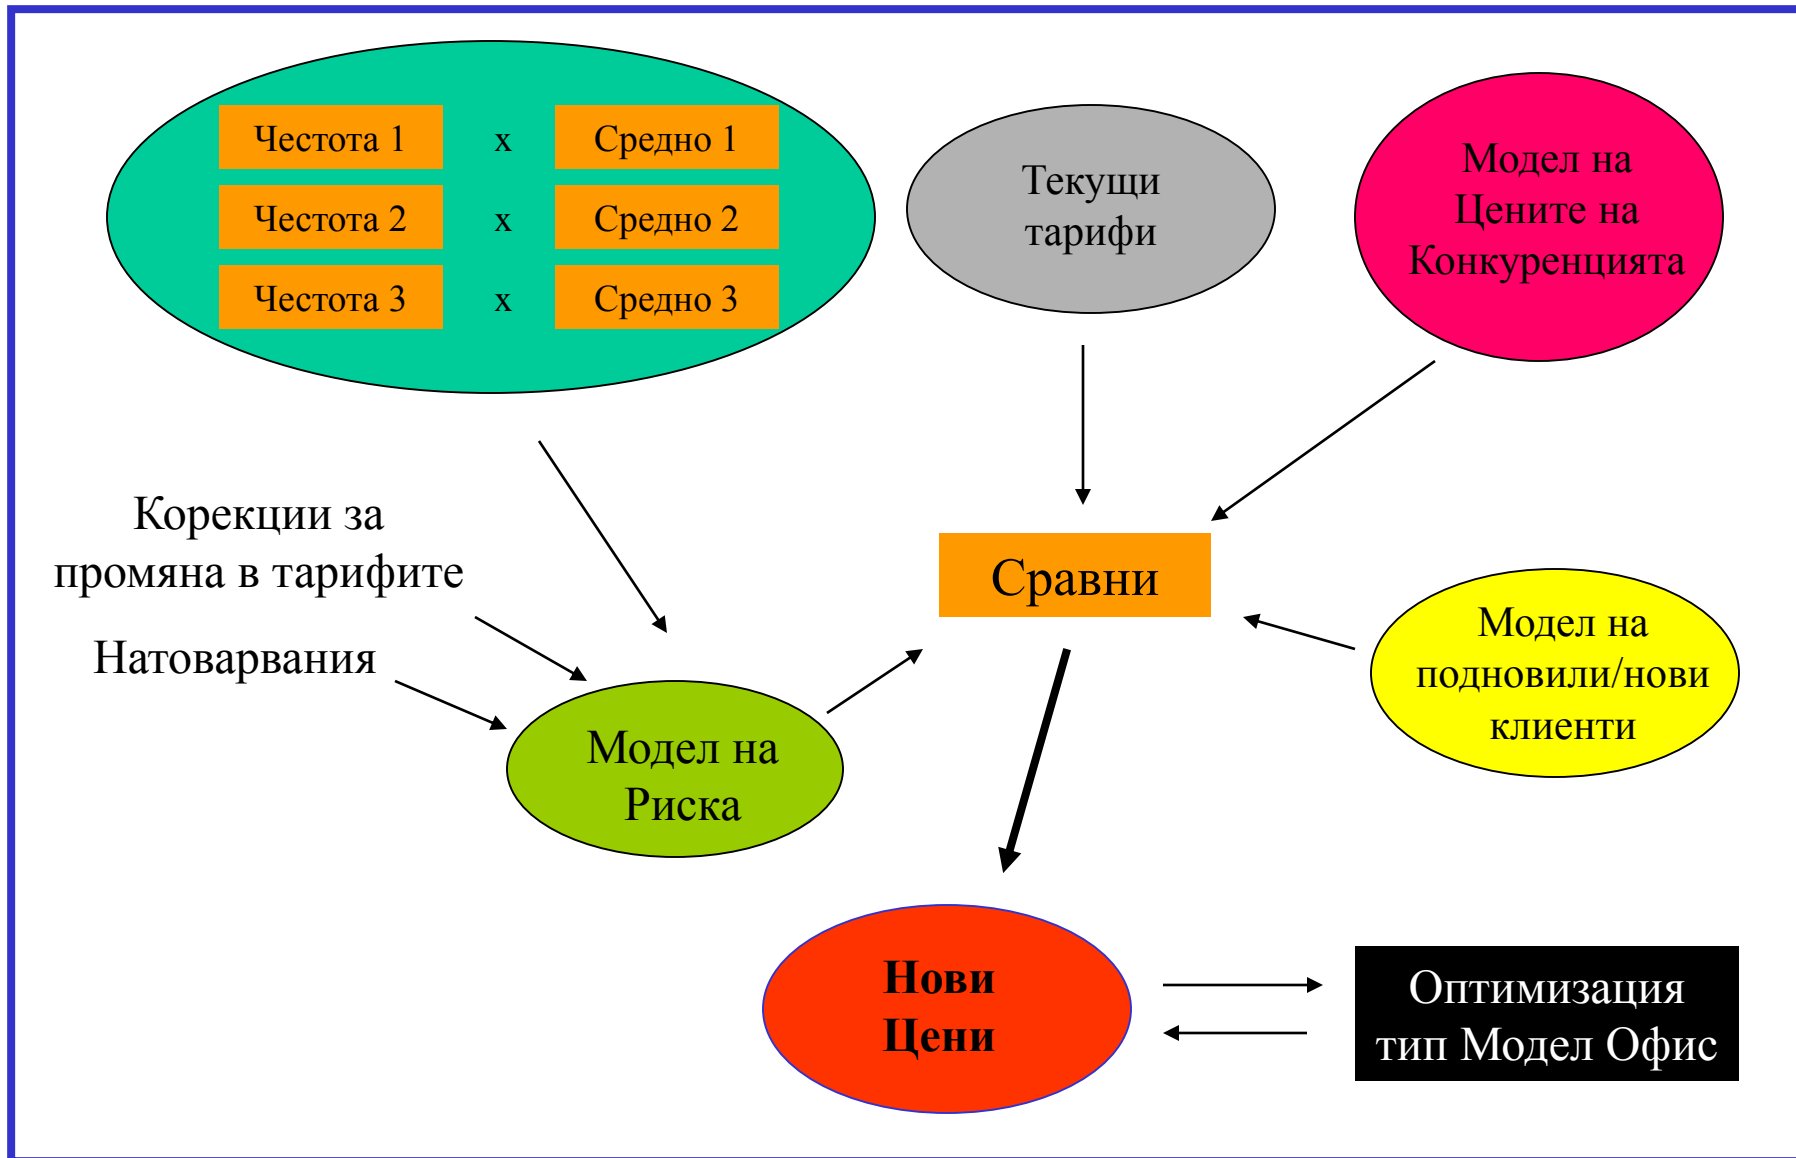 Честота 1 x Средно 1
Честота 2 x Средно 2
Честота 3 x Средно 3
Текущи
тарифи
Модел на
Цените на
Конкуренцията
Корекции за
промяна в тарифите
Натоварвания
Сравни
Модел на
подновили/нови
клиенти
Модел на
Риска
Нови
Цени
Оптимизация
тип Модел Офис